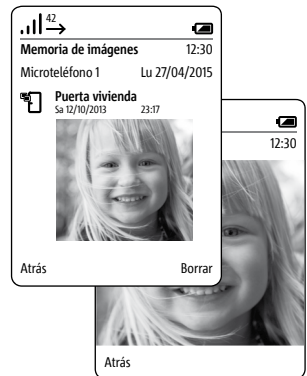 42
Memoria de imágenes 12:30
Microteléfono 1 Lu 27/04/2015
Puerta vivienda
Sa 12/10/2013 23:17
Atrás Borrar
12:30
Atrás